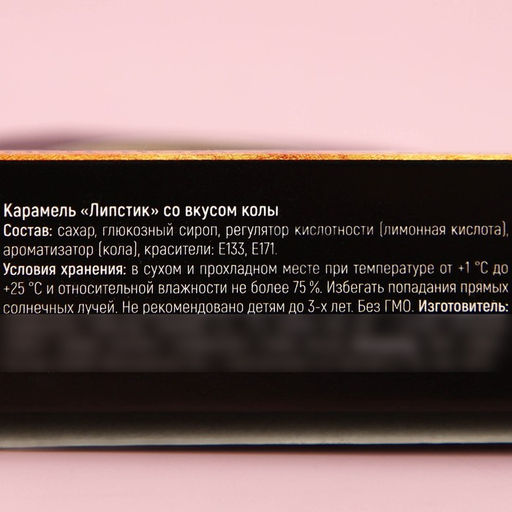 Карамель «Липстик» со вкусом колы
Состав: сахар, глюкозный сироп, регулятор кислотности (лимонная кислота),
ароматизатор (кола), красители: Е133, Е171.
Условия хранения: в сухом и прохладном месте при температуре от +1 °С до
+25 °С и относительной влажности не более 75 %. Избегать попадания прямых
солнечных лучей. Не рекомендовано детям до 3-х лет. Без ГМО. Изготовитель: